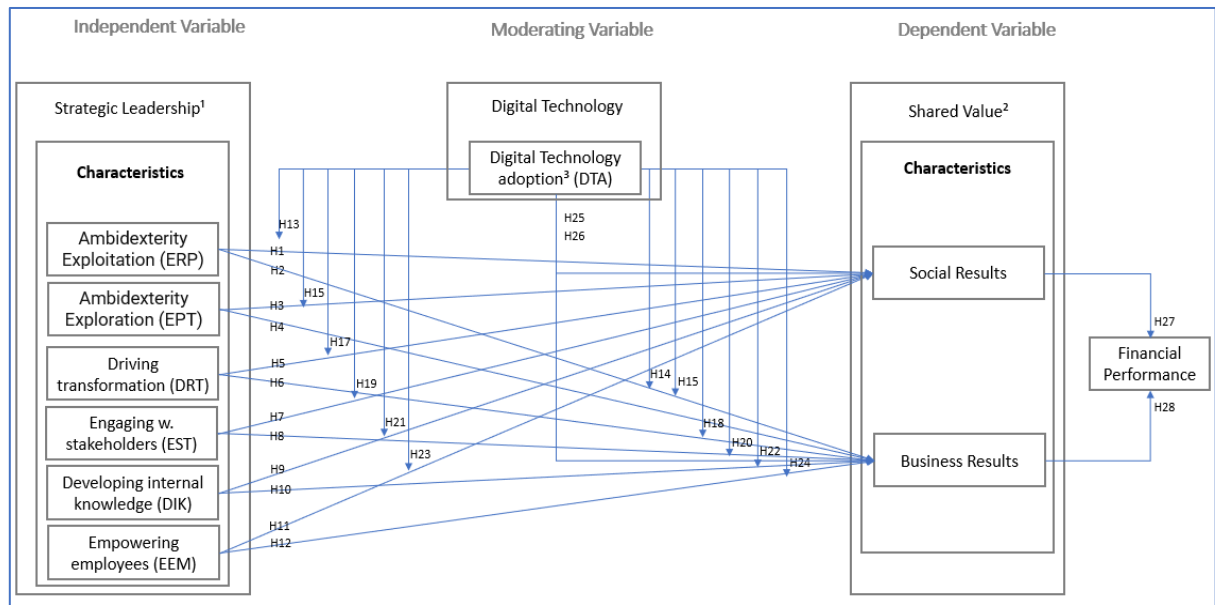 Independent Variable
Moderating Variable
Dependent Variable
Strategic Leadership¹
Digital Technology
Shared Value²
Characteristics
Digital Technology
adoption³ (DTA)
Characteristics
Ambidexterity
Exploitation (ERP)
Ambidexterity
Exploration (EPT)
Driving
transformation (DRT)
Engaging w.
stakeholders (EST)
Developing internal
knowledge (DIK)
Empowering
employees (EEM)
H13
H1
H2
H15
H3
H4
H17
H5
H6
H19
H7
H21
H8
H23
H9
H10
H11
H12
H25
H26
H14
H15
H18
H20
H22
H24
Social Results
Business Results
H27
Financial
Performance
H28